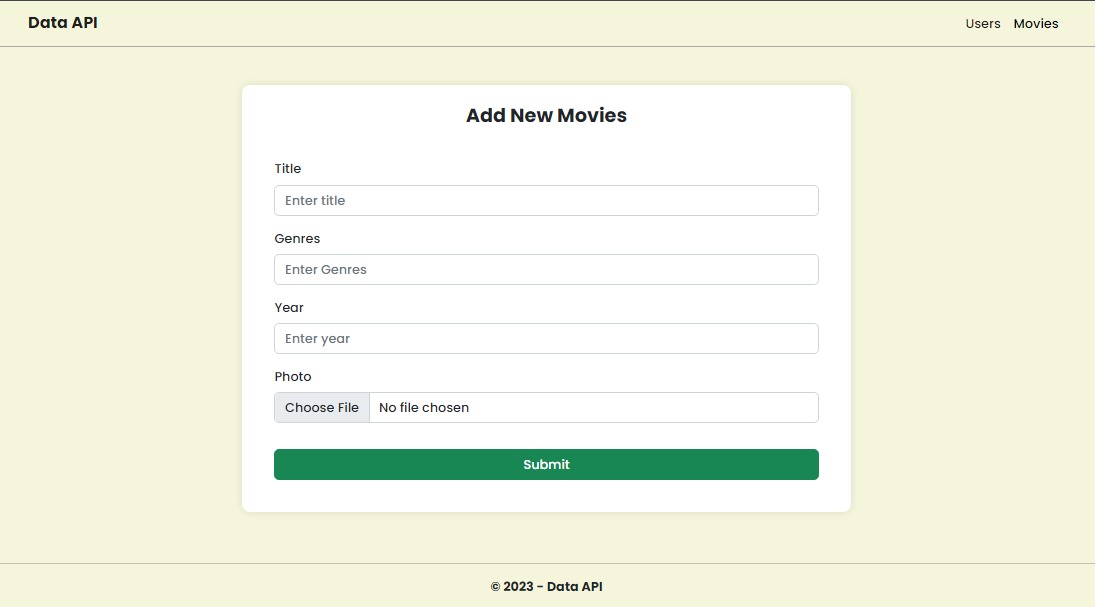 Data API
Users Movies
Add New Movies
Title
Enter title
Genres
Enter Genres
Year
Enter year
Photo
Choose File No file chosen
Submit
© 2023 - Data API